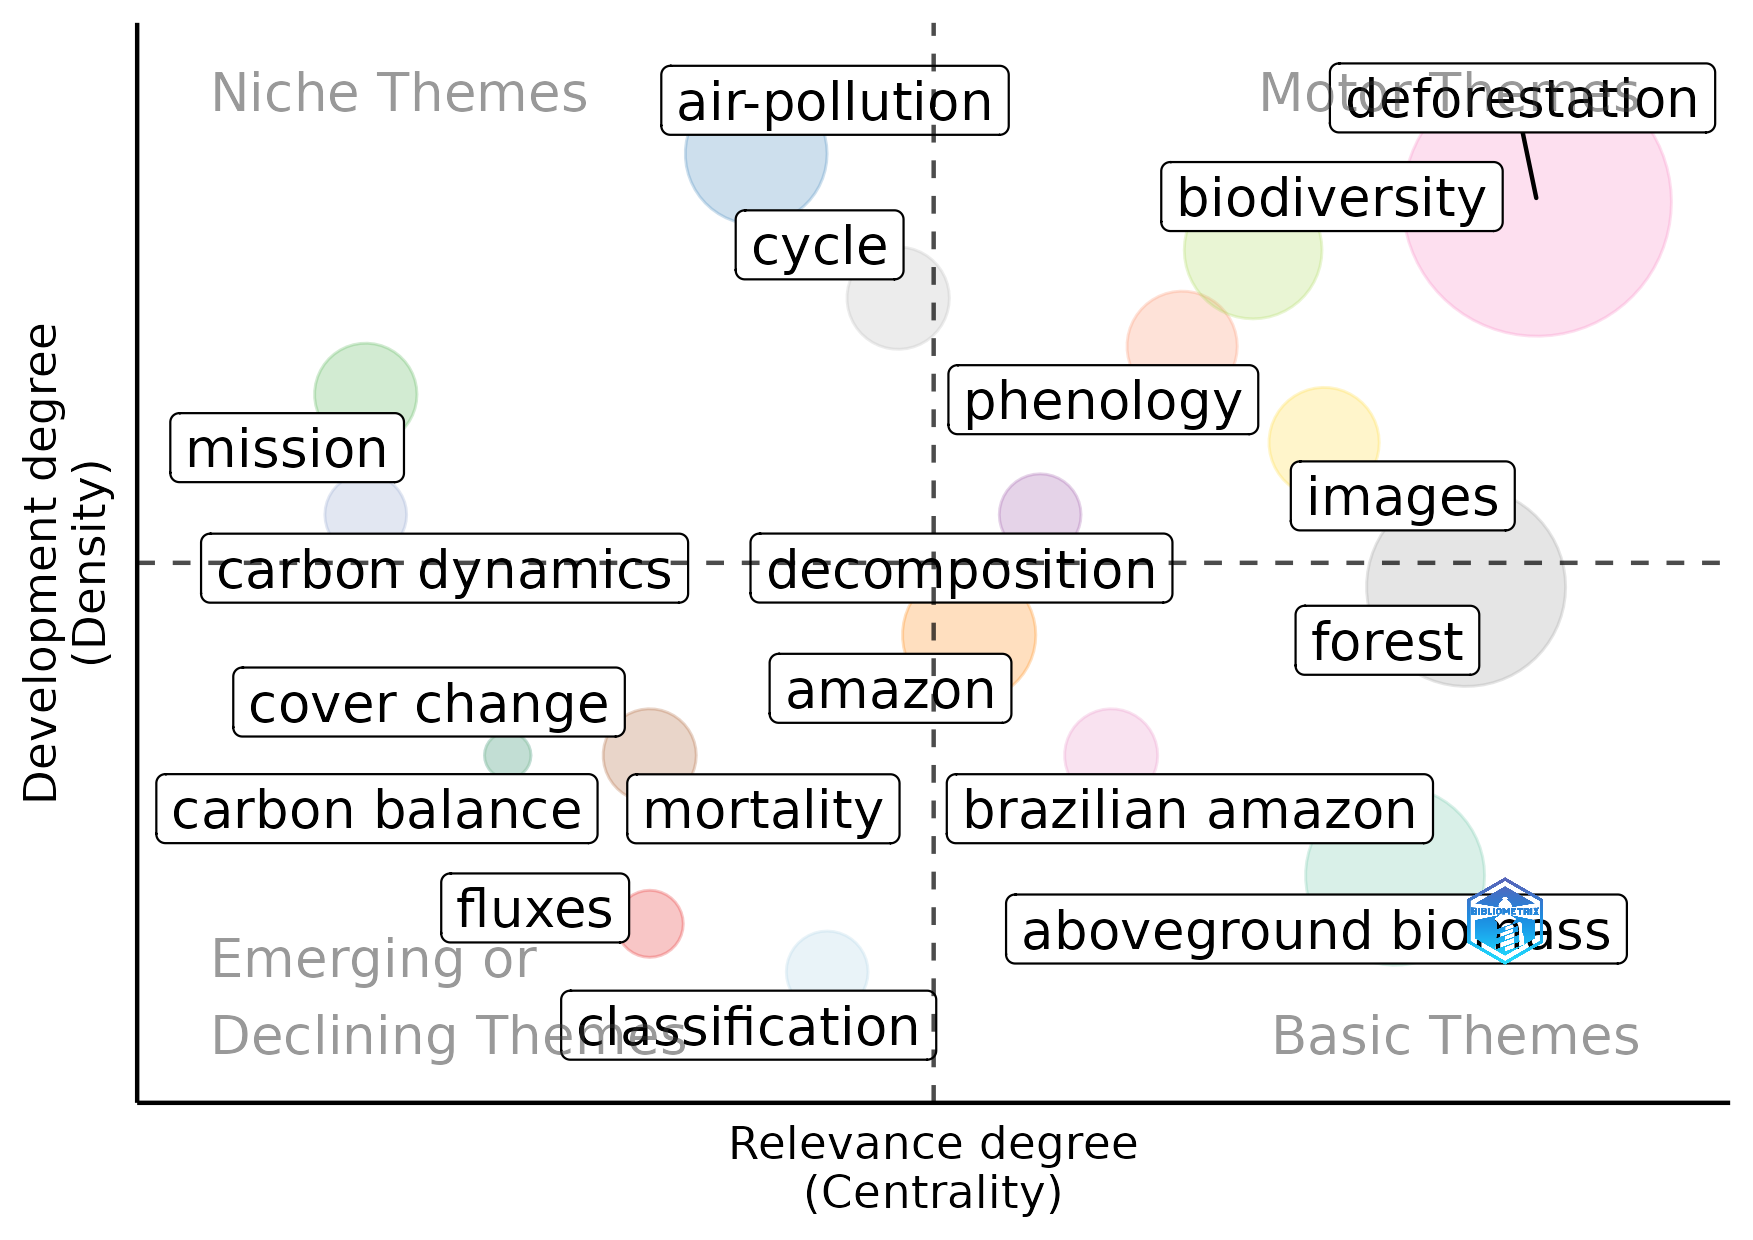 Niche Themes
air-pollution
Motor Themes
deforestation
biodiversity
cycle
phenology
mission
images
carbon dynamics
decomposition
forest
amazon
cover change
carbon balance
mortality
brazilian amazon
fluxes
aboveground biomass
BIBLIOMETRIX
Emerging or
Declining Themes
classification
Basic Themes
Development degree
(Density)
Relevance degree
(Centrality)